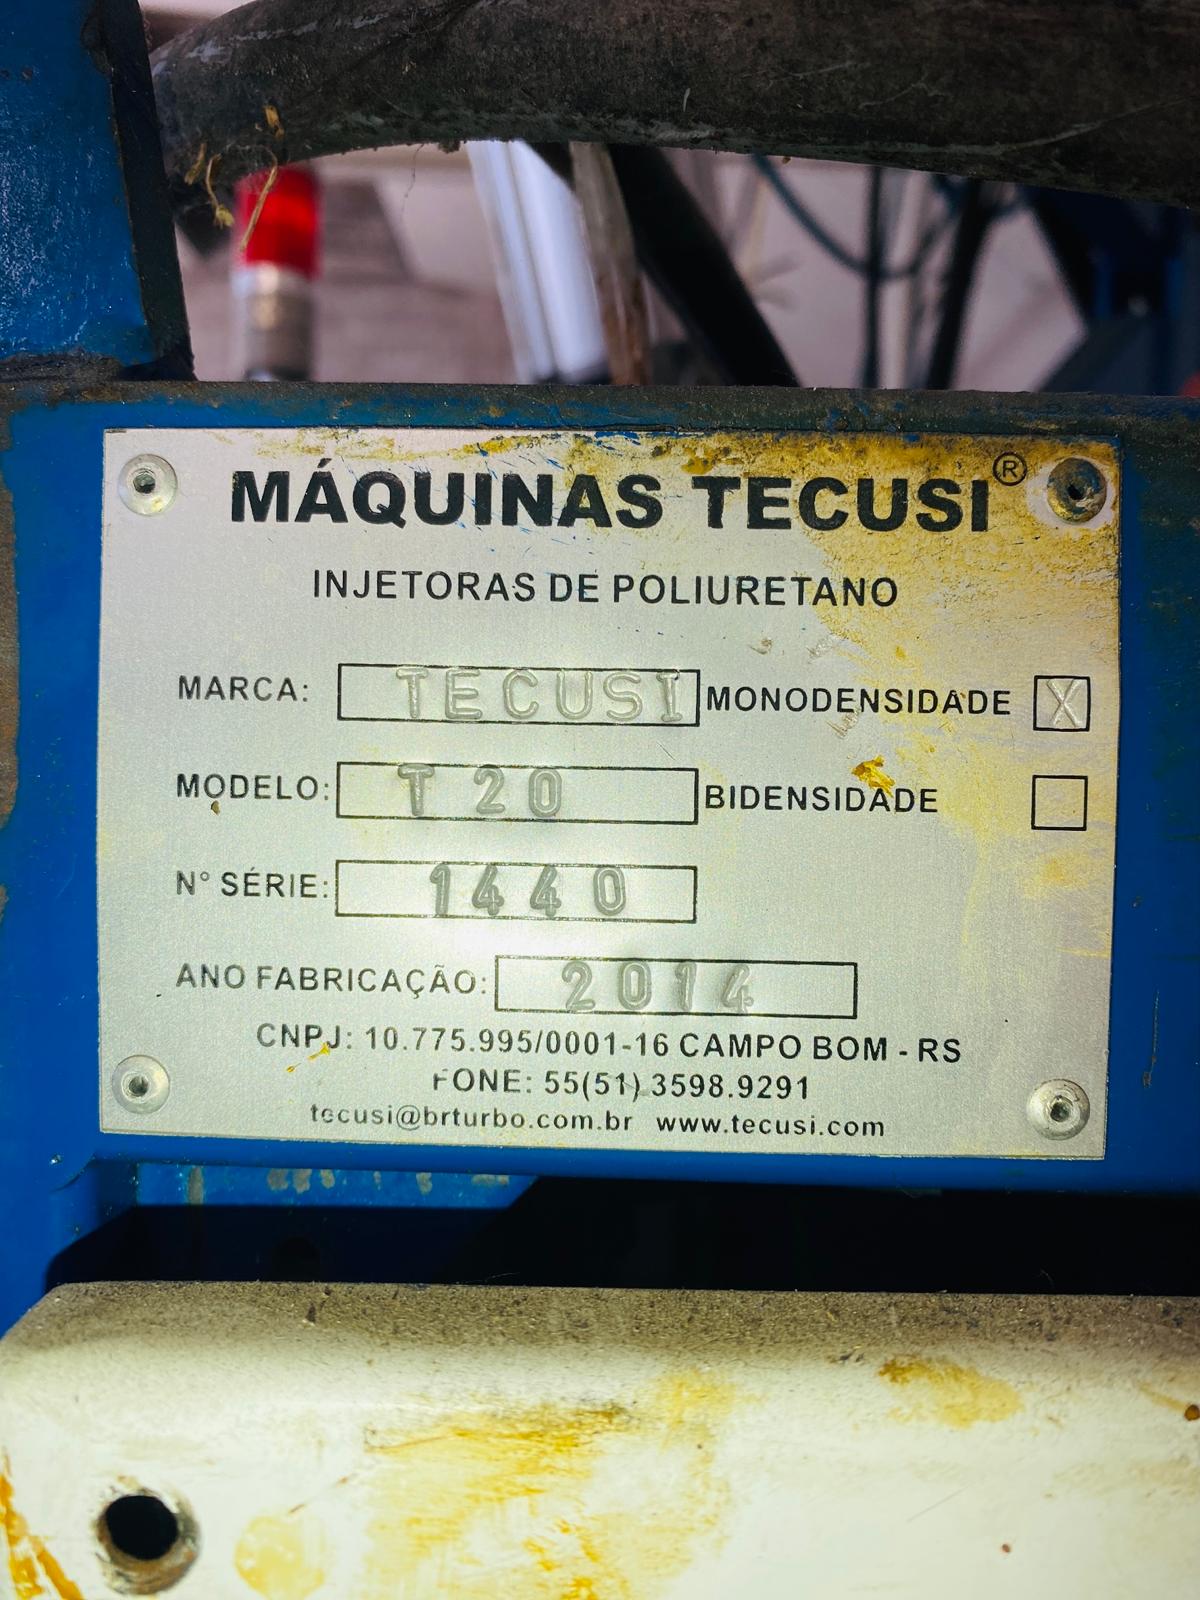 MÁQUINAS TECUSI®
INJETORAS DE POLIURETANO
MARCA: TECUSI MONODENSIDADE X
MODELO: T 20 BIDENSIDADE
N° SÉRIE: 1440
ANO FABRICAÇÃO: 2014
CNPJ: 10.775.995/0001-16 CAMPO BOM - RS
FONE: 55(51) 3598.9291
tecusi@brturbo.com.br www.tecusi.com